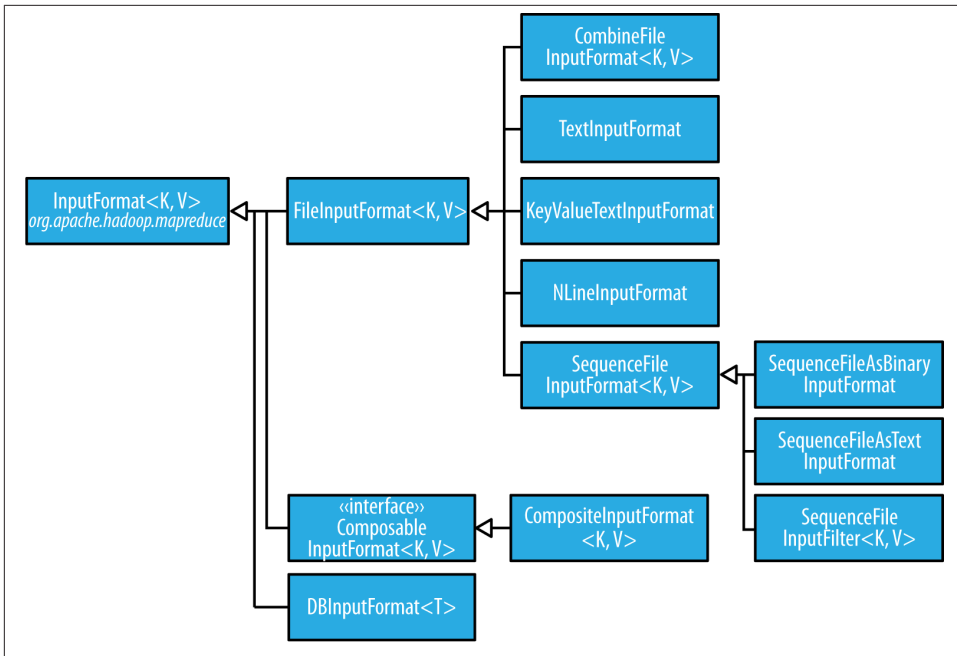 CombineFile
InputFormat<K, V>
TextInputFormat
InputFormat<K, V>
org.apache.hadoop.mapreduce
FileInputFormat<K, V>
KeyValueTextInputFormat
NLineInputFormat
SequenceFile
InputFormat<K, V>
SequenceFileAsBinary
InputFormat
SequenceFileAsText
InputFormat
«interface»
Composable
InputFormat<K, V>
CompositeInputFormat
<K, V>
SequenceFile
InputFilter<K, V>
DBInputFormat<T>